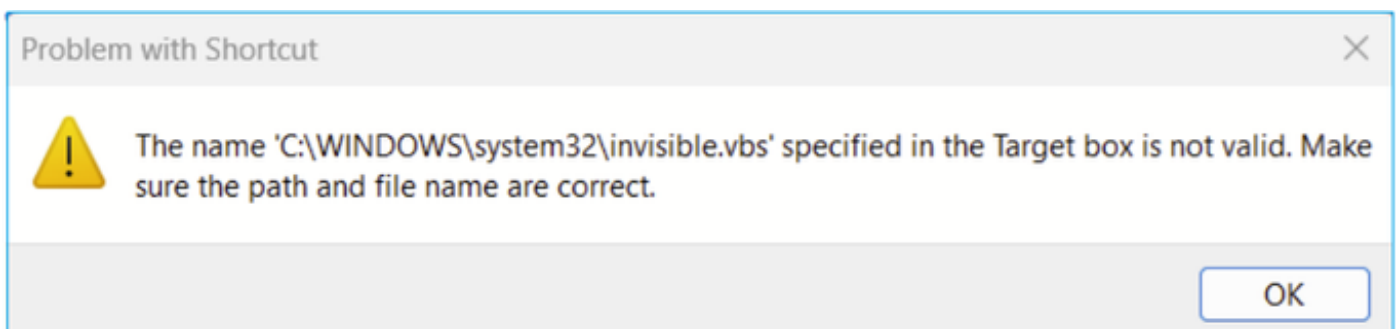 Problem with Shortcut
The name 'C:\WINDOWS\system32\invisible.vbs' specified in the Target box is not valid. Make
sure the path and file name are correct.
OK